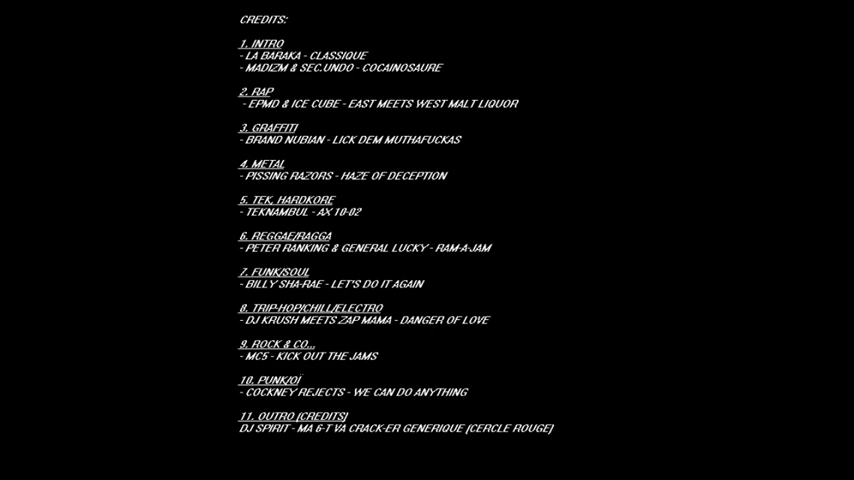 CREDITS:
1. INTRO
- LA BARAKA - CLASSIQUE
- MADIZM & SEC.UNDO - COCAINOSAURE
2. RAP
- EPMD & ICE CUBE - EAST MEETS WEST MALT LIQUOR
3. GRAFFITI
- BRAND NUBIAN - LICK DEM MUTHAFUCKAS
4. METAL
- PISSING RAZORS - HAZE OF DECEPTION
5. TEK, HARDKORE
- TEKNAMBUL - AX 10-02
6. REGGAE/RAGGA
- PETER RANKING & GENERAL LUCKY - RAM-A-JAM
7. FUNK/SOUL
- BILLY SHA-RAE - LET'S DO IT AGAIN
8. TRIP-HOP/CHILL/ELECTRO
- DJ KRUSH MEETS ZAP MAMA - DANGER OF LOVE
9. ROCK & CO...
- MC5 - KICK OUT THE JAMS
10. PUNK/OÏ
- COCKNEY REJECTS - WE CAN DO ANYTHING
11. OUTRO (CREDITS)
DJ SPIRIT - MA 6-T VA CRACK-ER GENERIQUE (CERCLE ROUGE)